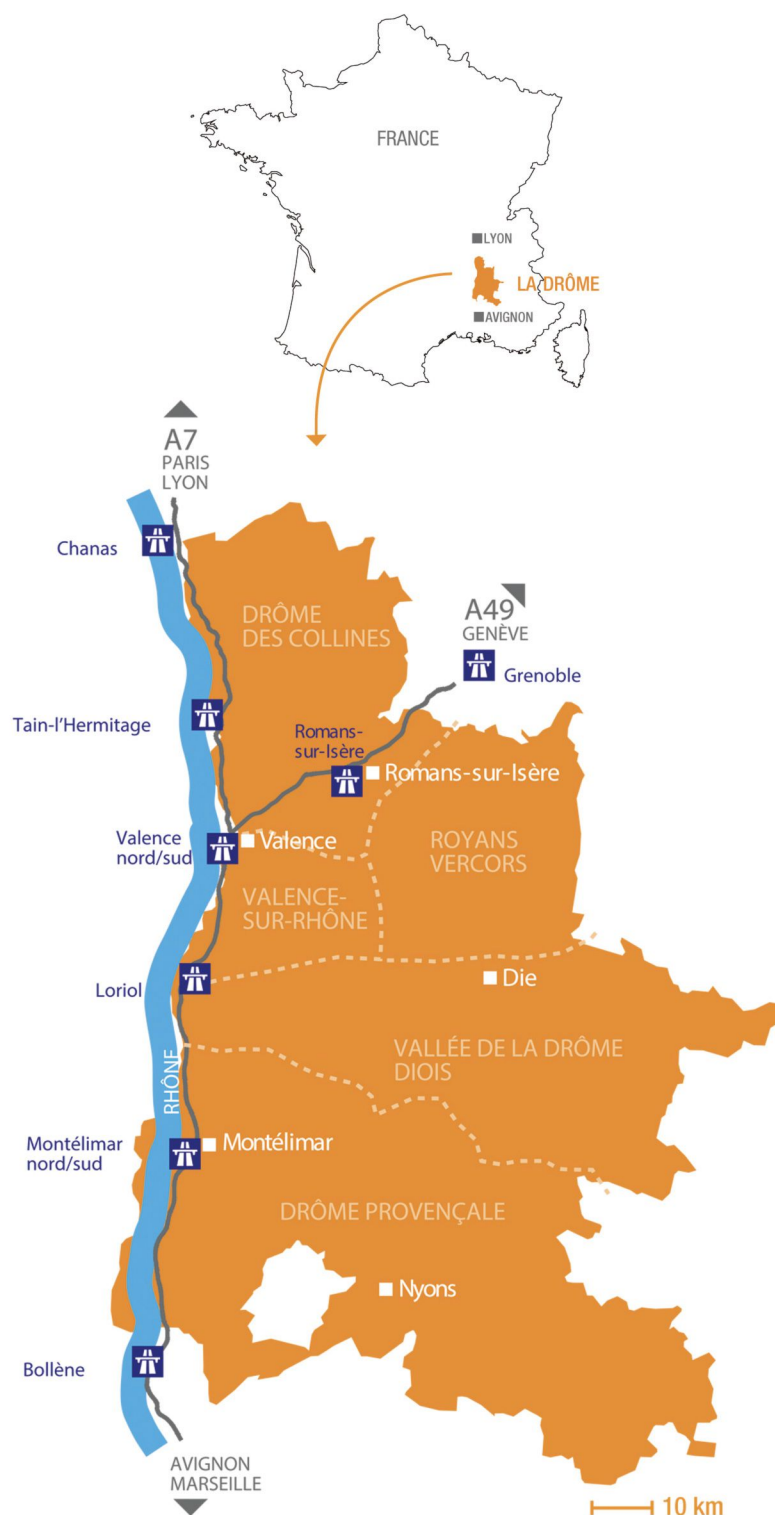 FRANCE
LYON
LA DRÔME
AVIGNON
A7
PARIS
LYON
Chanas
DRÔME
DES COLLINES
A49
GENÈVE
Grenoble
Tain-l'Hermitage
Romans-
sur-Isère
Romans-sur-Isère
Valence
nord/sud
Valence
ROYANS
VERCORS
VALENCE-
SUR-RHÔNE
Loriol
Die
RHÔNE
VALLÉE DE LA DRÔME
DIOIS
Montélimar
nord/sud
Montélimar
DRÔME PROVENÇALE
Nyons
Bollène
AVIGNON
MARSEILLE
10 km